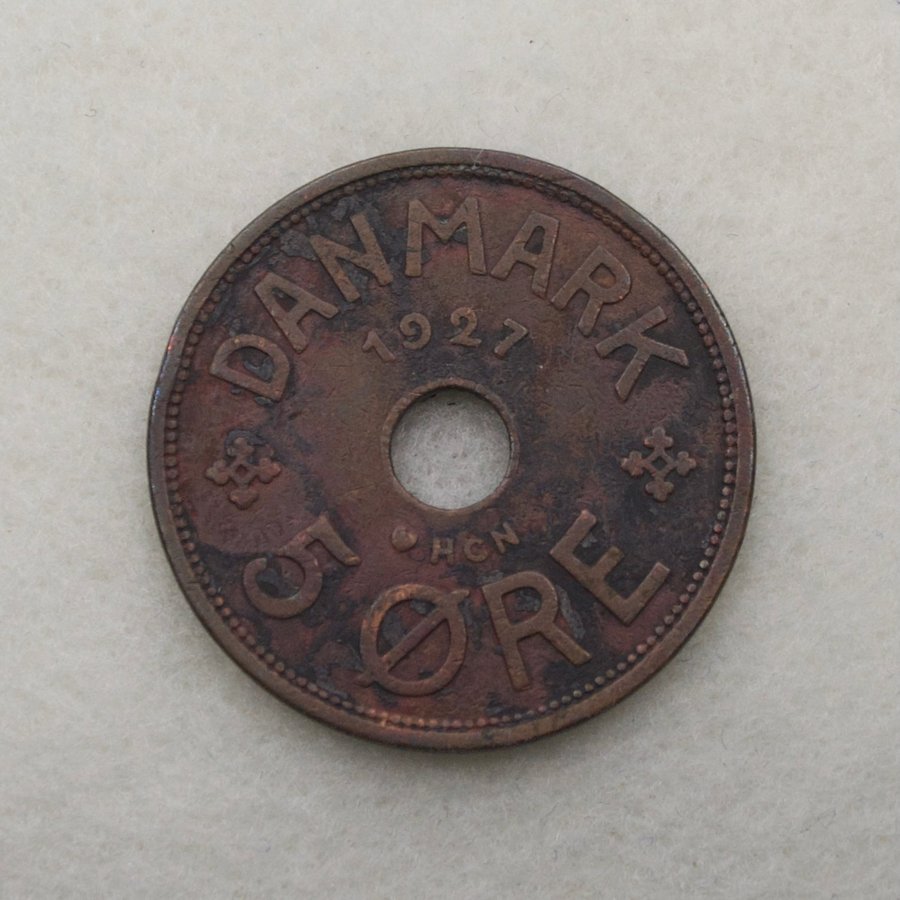 DANMARK
1927
HCN
5 ØRE